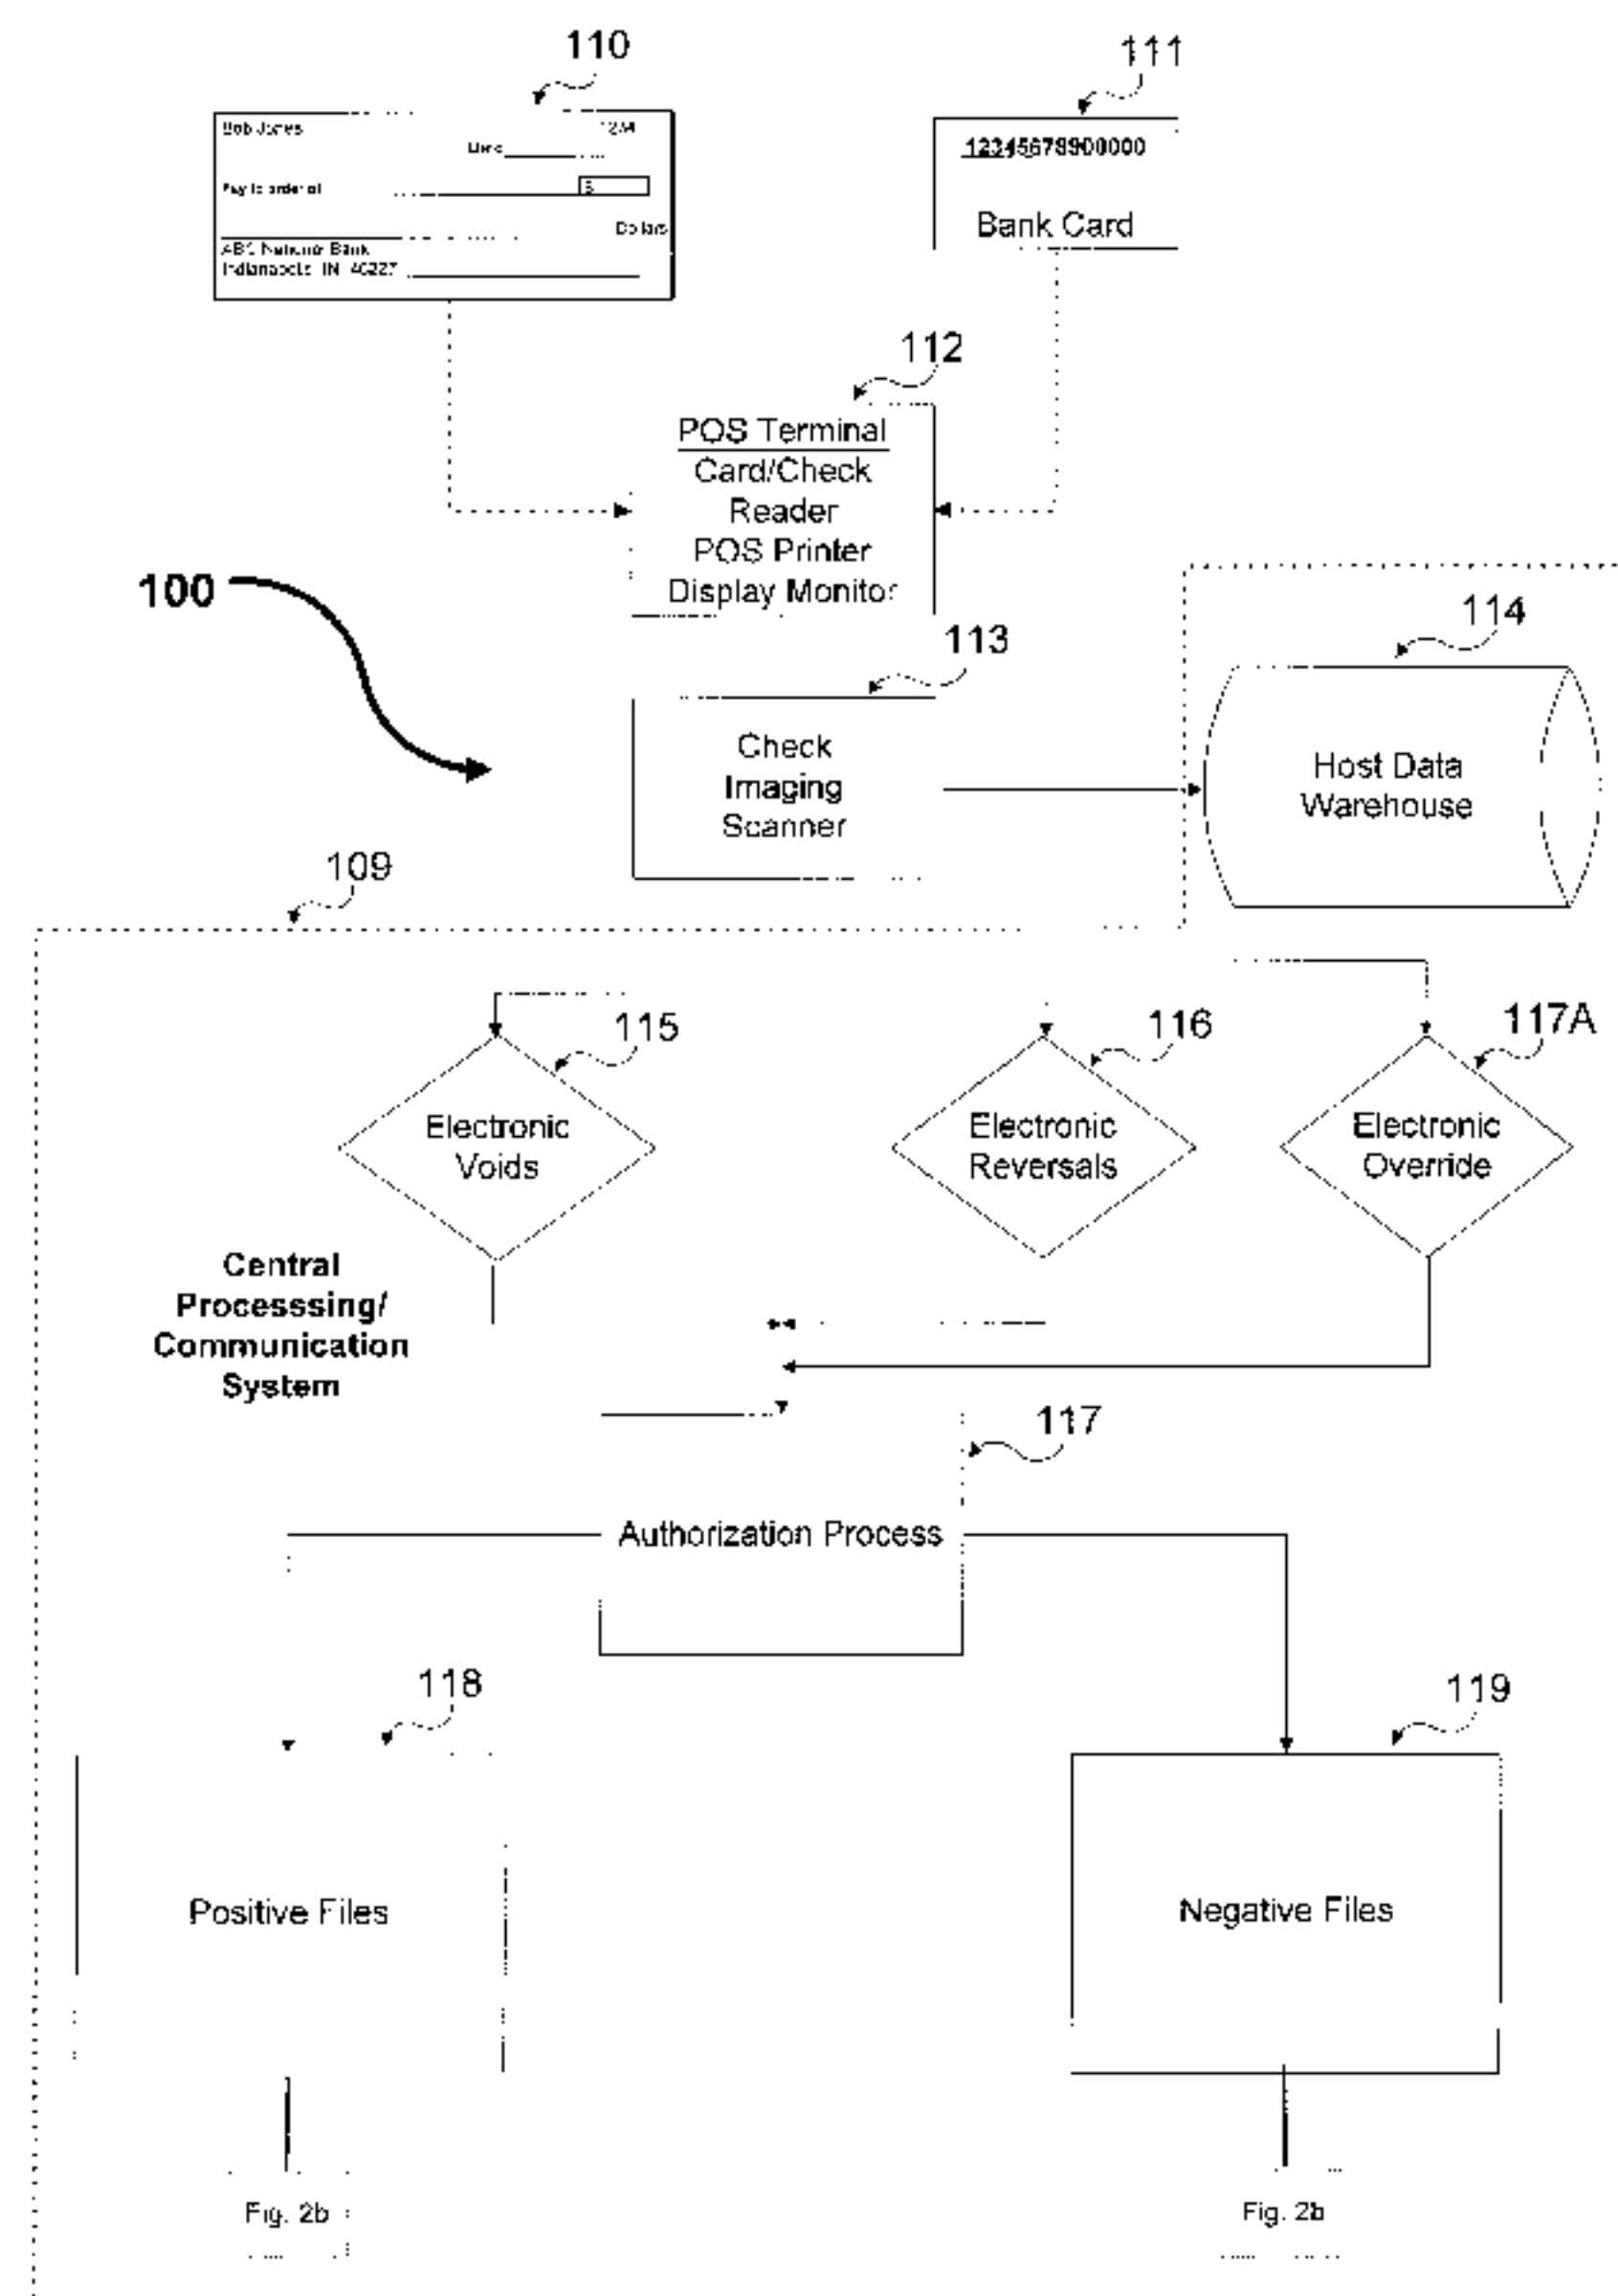 110
111
Bob Jones
1234
Pay to order of
$
Dollars
ABC National Bank
Indianapolis, IN 46227
12345678900000
Bank Card
112
POS Terminal
Card/Check
Reader
POS Printer
Display Monitor
100
113
114
Check
Imaging
Scanner
Host Data
Warehouse
109
115
116
117A
Electronic
Voids
Electronic
Reversals
Electronic
Override
Central
Processsing/
Communication
System
117
Authorization Process
118
119
Positive Files
Negative Files
Fig. 2b
Fig. 2b